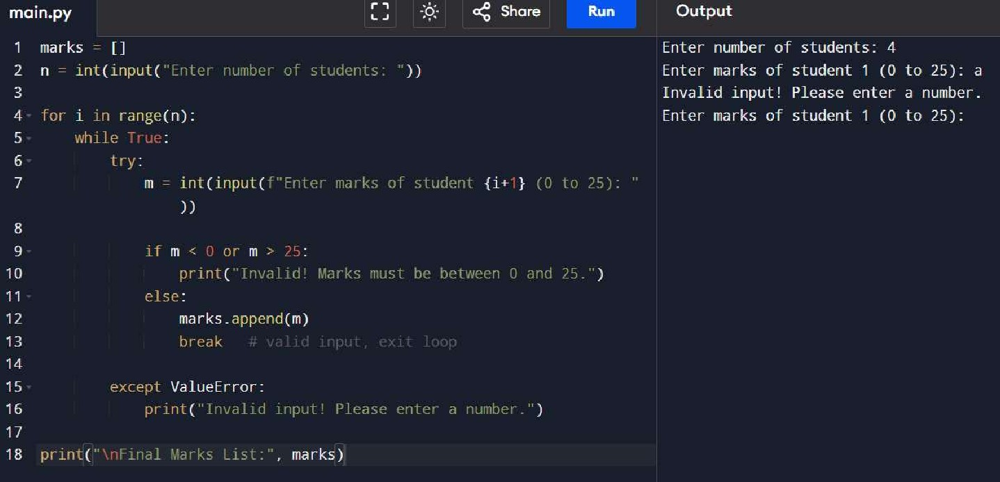 main.py
Share
Run
Output
1 marks = []
2 n = int(input("Enter number of students: "))
3
4 for i in range(n):
5     while True:
6         try:
7             m = int(input(f"Enter marks of student {i+1} (0 to 25): "
                ))
8
9             if m < 0 or m > 25:
10                 print("Invalid! Marks must be between 0 and 25.")
11             else:
12                 marks.append(m)
13                 break   # valid input, exit loop
14
15         except ValueError:
16             print("Invalid input! Please enter a number.")
17
18 print("\nFinal Marks List:", marks)
Enter number of students: 4
Enter marks of student 1 (0 to 25): a
Invalid input! Please enter a number.
Enter marks of student 1 (0 to 25):